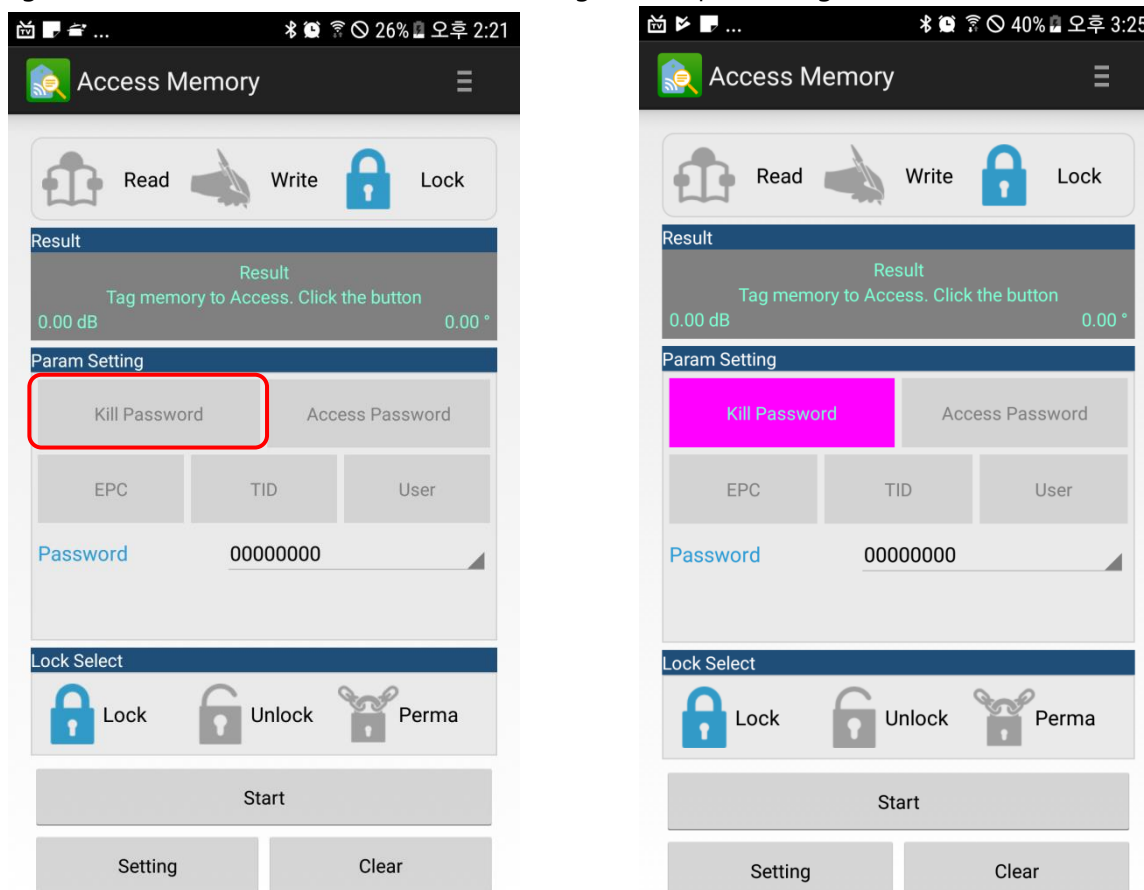 ... 26% 오후 2:21
Access Memory
Read Write Lock
Result
Result
Tag memory to Access. Click the button
0.00 dB 0.00 °
Param Setting
Kill Password Access Password
EPC TID User
Password 00000000
Lock Select
Lock Unlock Perma
Start
Setting Clear
... 40% 오후 3:25
Access Memory
Read Write Lock
Result
Result
Tag memory to Access. Click the button
0.00 dB 0.00 °
Param Setting
Kill Password Access Password
EPC TID User
Password 00000000
Lock Select
Lock Unlock Perma
Start
Setting Clear